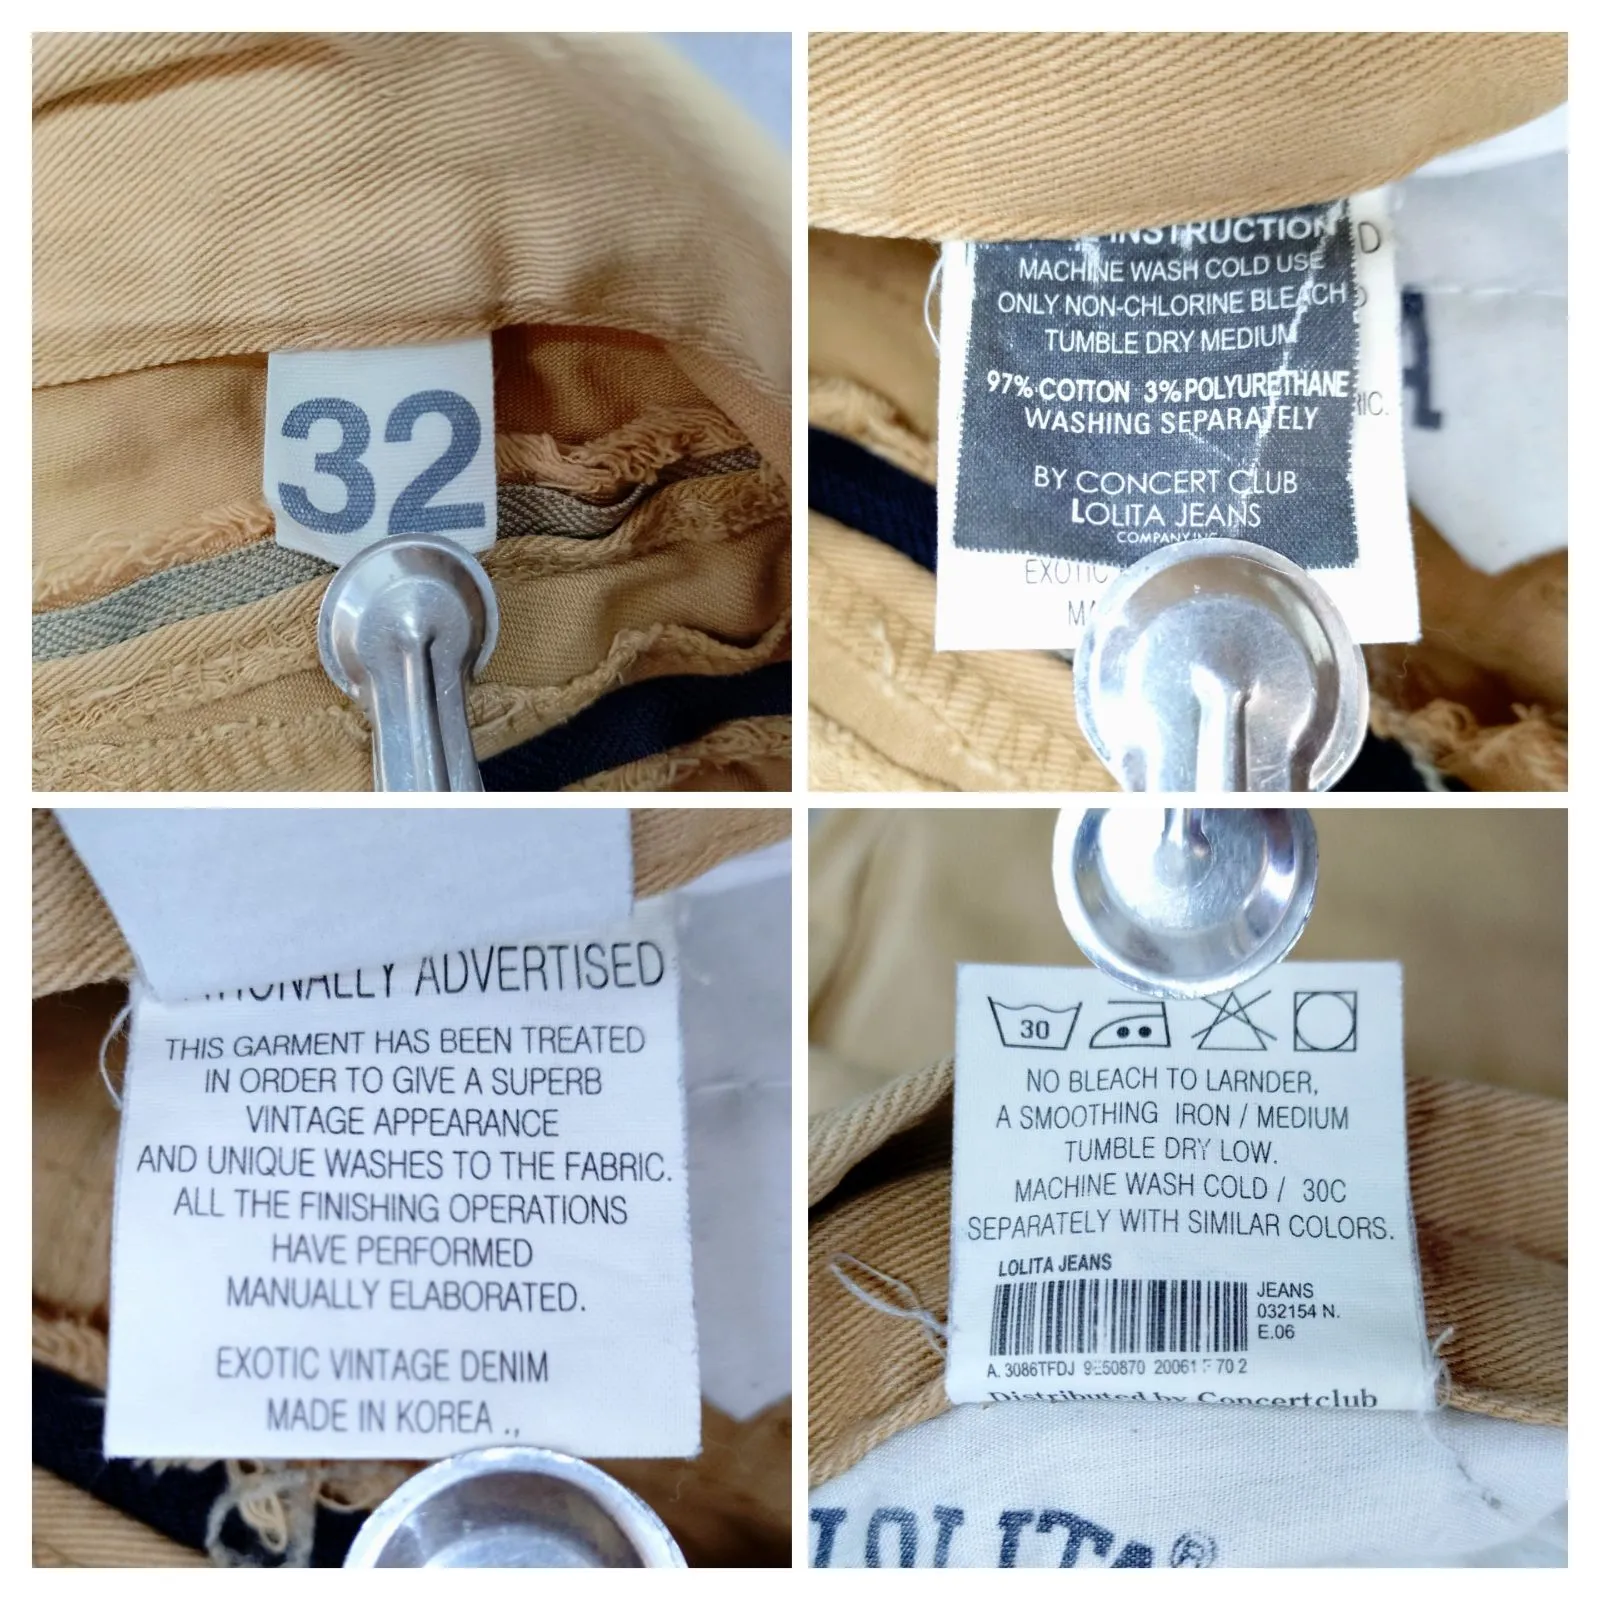 32
INSTRUCTION
MACHINE WASH COLD USE
ONLY NON-CHLORINE BLEACH
TUMBLE DRY MEDIUM
97% COTTON 3% POLYURETHANE
WASHING SEPARATELY
BY CONCERT CLUB
LOLITA JEANS
COMPANY.INC
EXOTIC
D
RIC.
A
ADVERTISED
THIS GARMENT HAS BEEN TREATED
IN ORDER TO GIVE A SUPERB
VINTAGE APPEARANCE
AND UNIQUE WASHES TO THE FABRIC.
ALL THE FINISHING OPERATIONS
HAVE PERFORMED
MANUALLY ELABORATED.
EXOTIC VINTAGE DENIM
MADE IN KOREA .,
30
NO BLEACH TO LARNDER,
A SMOOTHING IRON / MEDIUM
TUMBLE DRY LOW.
MACHINE WASH COLD / 30C
SEPARATELY WITH SIMILAR COLORS.
LOLITA JEANS
JEANS
032154 N.
E.06
A. 3086TFDJ
Distributed by Concertclub
LOLITA®